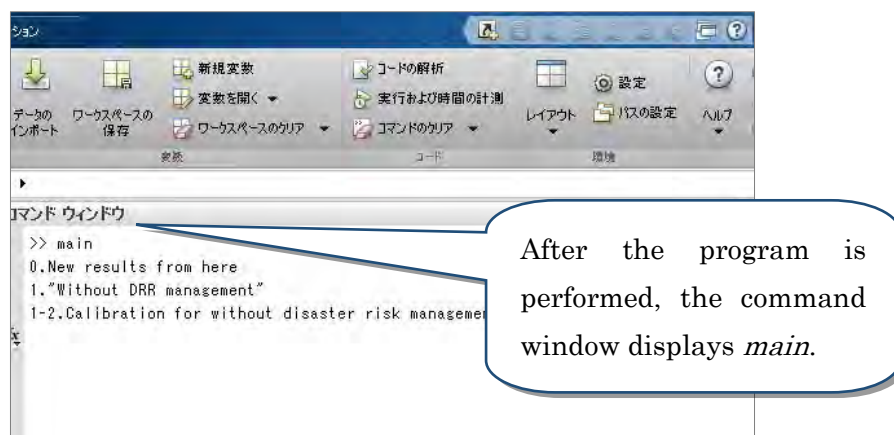 ション
データの
インポート
ワークスペースの
保存
新規変数
変数を開く
ワークスペースのクリア
変数
コードの解析
実行および時間の計測
コマンドのクリア
コード
レイアウト
設定
パスの設定
環境
ヘルプ
コマンド ウィンドウ
>> main
0.New results from here
1."Without DRR management"
1-2.Calibration for without disaster risk managemen
After the program is
performed, the command
window displays main.